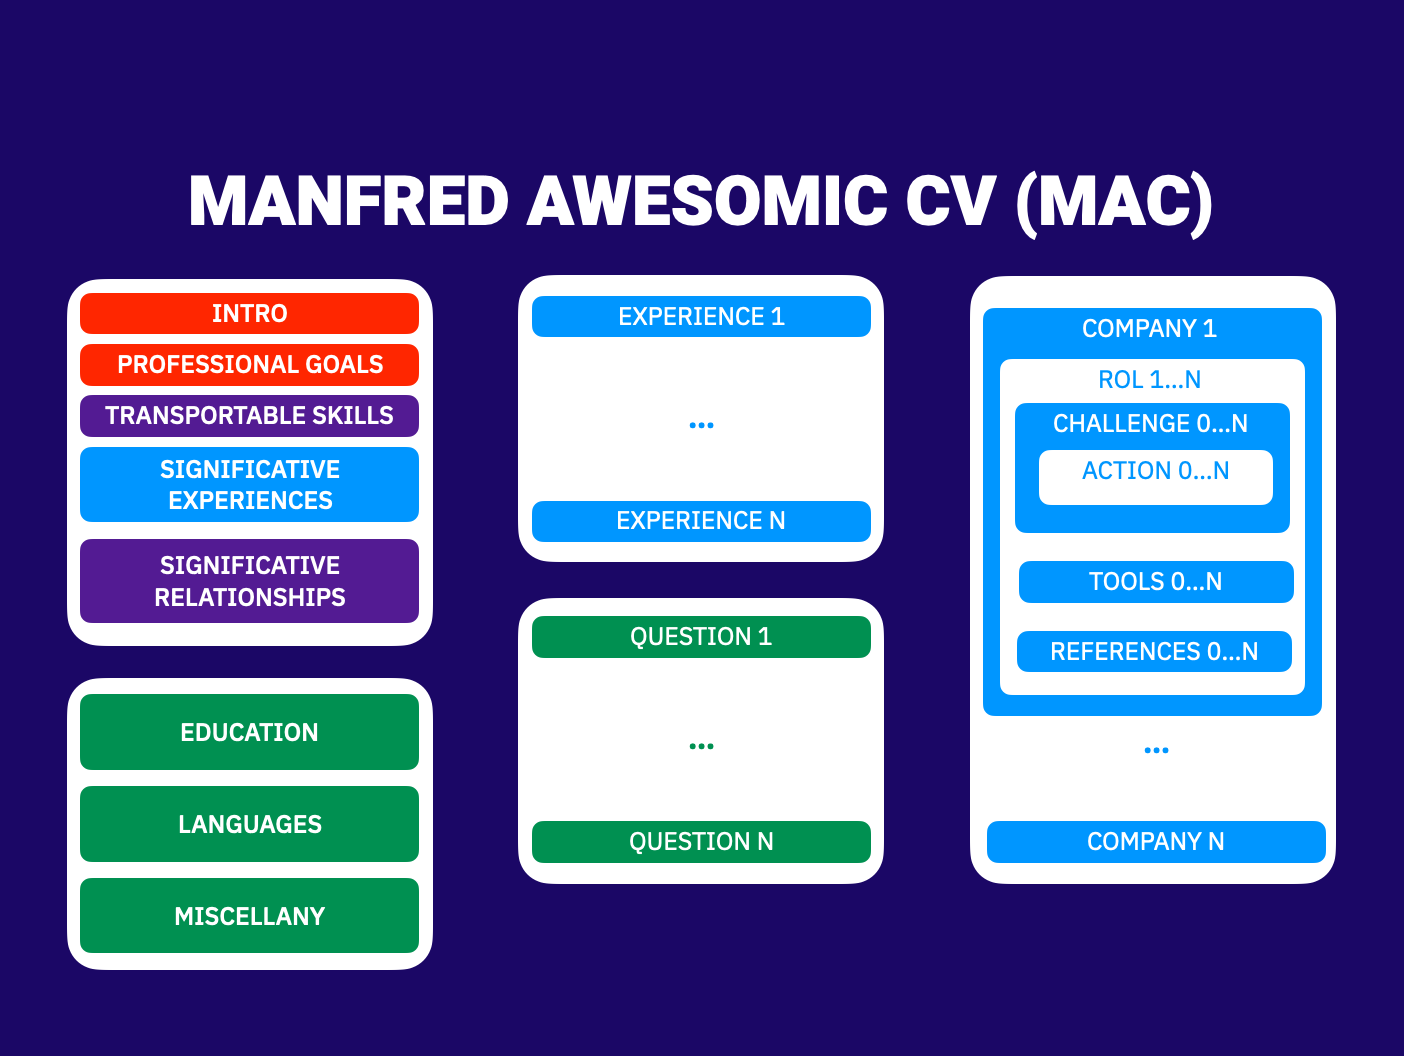 MANFRED AWESOMIC CV (MAC)
INTRO
PROFESSIONAL GOALS
TRANSPORTABLE SKILLS
SIGNIFICATIVE
EXPERIENCES
SIGNIFICATIVE
RELATIONSHIPS
EDUCATION
LANGUAGES
MISCELLANY
EXPERIENCE 1
...
EXPERIENCE N
QUESTION 1
...
QUESTION N
COMPANY 1
ROL 1...N
CHALLENGE 0...N
ACTION 0...N
TOOLS 0...N
REFERENCES 0...N
...
COMPANY N